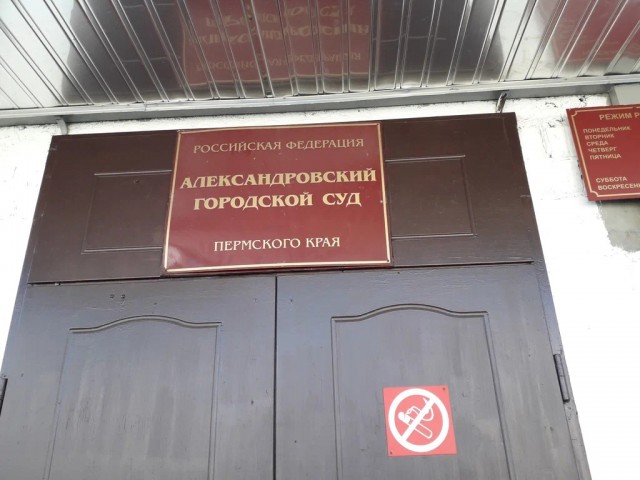 РОССИЙСКАЯ ФЕДЕРАЦИЯ
АЛЕКСАНДРОВСКИЙ
ГОРОДСКОЙ СУД
ПЕРМСКОГО КРАЯ
РЕЖИМ Р
ПОНЕДЕЛЬНИК
ВТОРНИК
СРЕДА
ЧЕТВЕРГ
ПЯТНИЦА
СУББОТА
ВОСКРЕСЕН